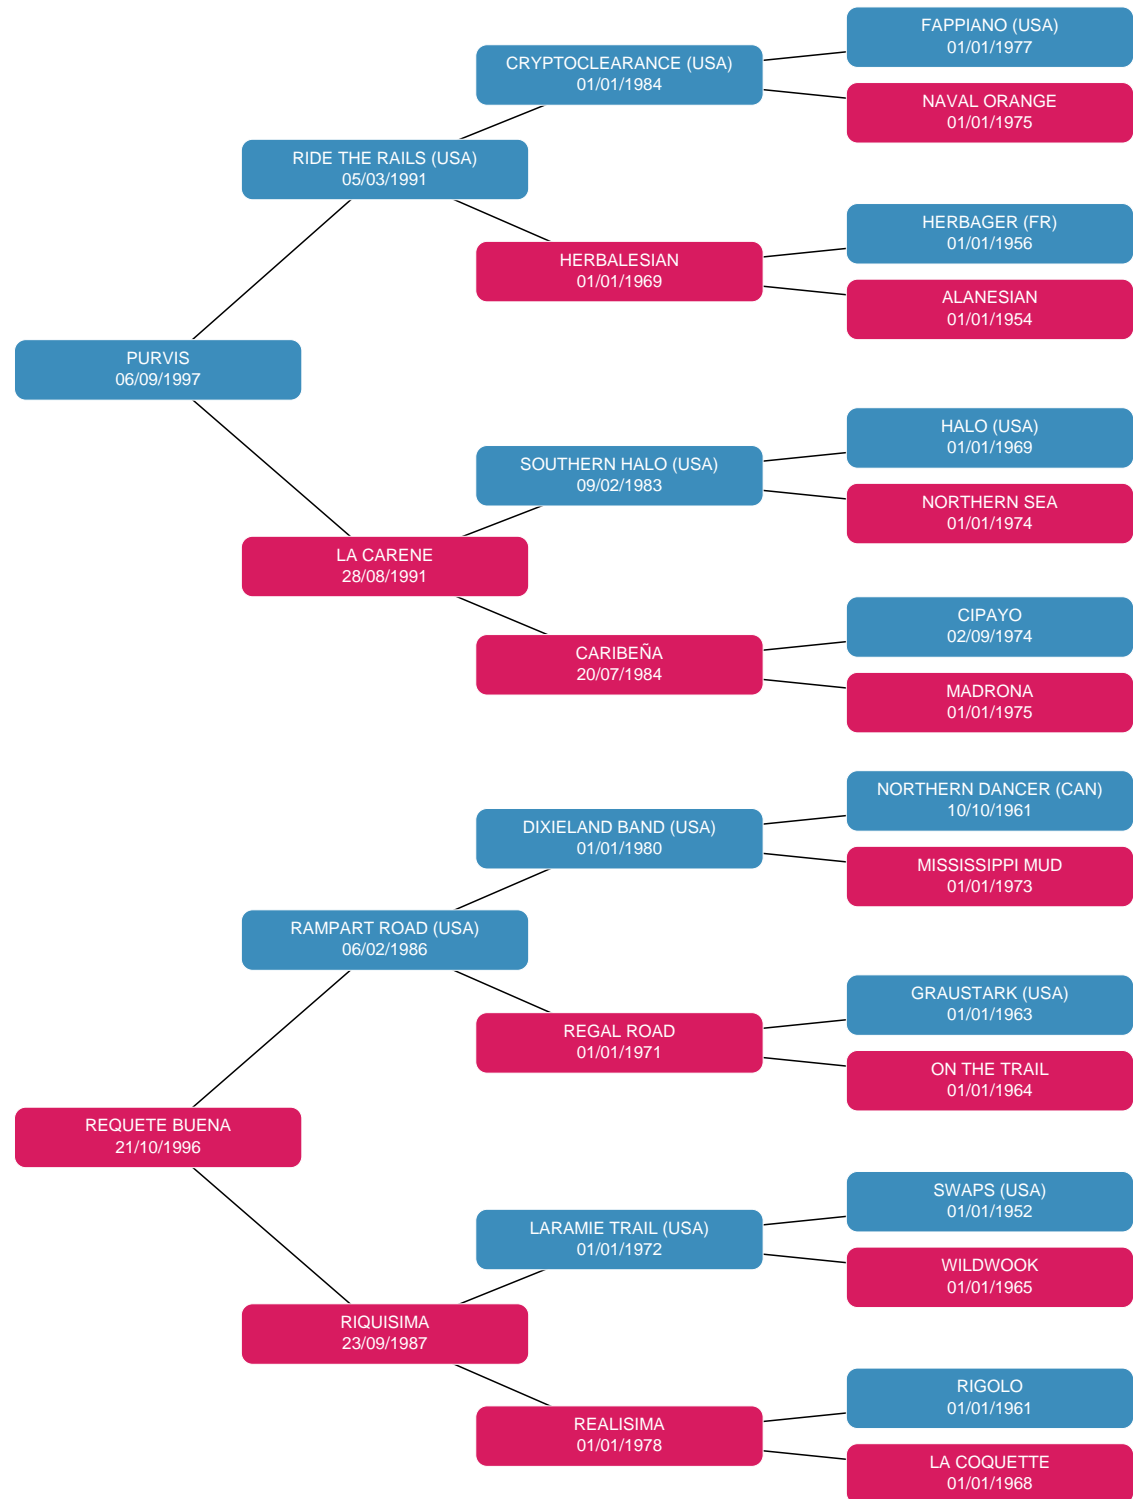 FAPPIANO (USA)
01/01/1977
CRYPTOCLEARANCE (USA)
01/01/1984
NAVAL ORANGE
01/01/1975
RIDE THE RAILS (USA)
05/03/1991
HERBAGER (FR)
01/01/1956
HERBALESIAN
01/01/1969
ALANESIAN
01/01/1954
PURVIS
06/09/1997
HALO (USA)
01/01/1969
SOUTHERN HALO (USA)
09/02/1983
NORTHERN SEA
01/01/1974
LA CARENE
28/08/1991
CIPAYO
02/09/1974
CARIBEÑA
20/07/1984
MADRONA
01/01/1975
NORTHERN DANCER (CAN)
10/10/1961
DIXIELAND BAND (USA)
01/01/1980
MISSISSIPPI MUD
01/01/1973
RAMPART ROAD (USA)
06/02/1986
GRAUSTARK (USA)
01/01/1963
REGAL ROAD
01/01/1971
ON THE TRAIL
01/01/1964
REQUETE BUENA
21/10/1996
SWAPS (USA)
01/01/1952
LARAMIE TRAIL (USA)
01/01/1972
WILDWOOK
01/01/1965
RIQUISIMA
23/09/1987
RIGOLO
01/01/1961
REALISIMA
01/01/1978
LA COQUETTE
01/01/1968